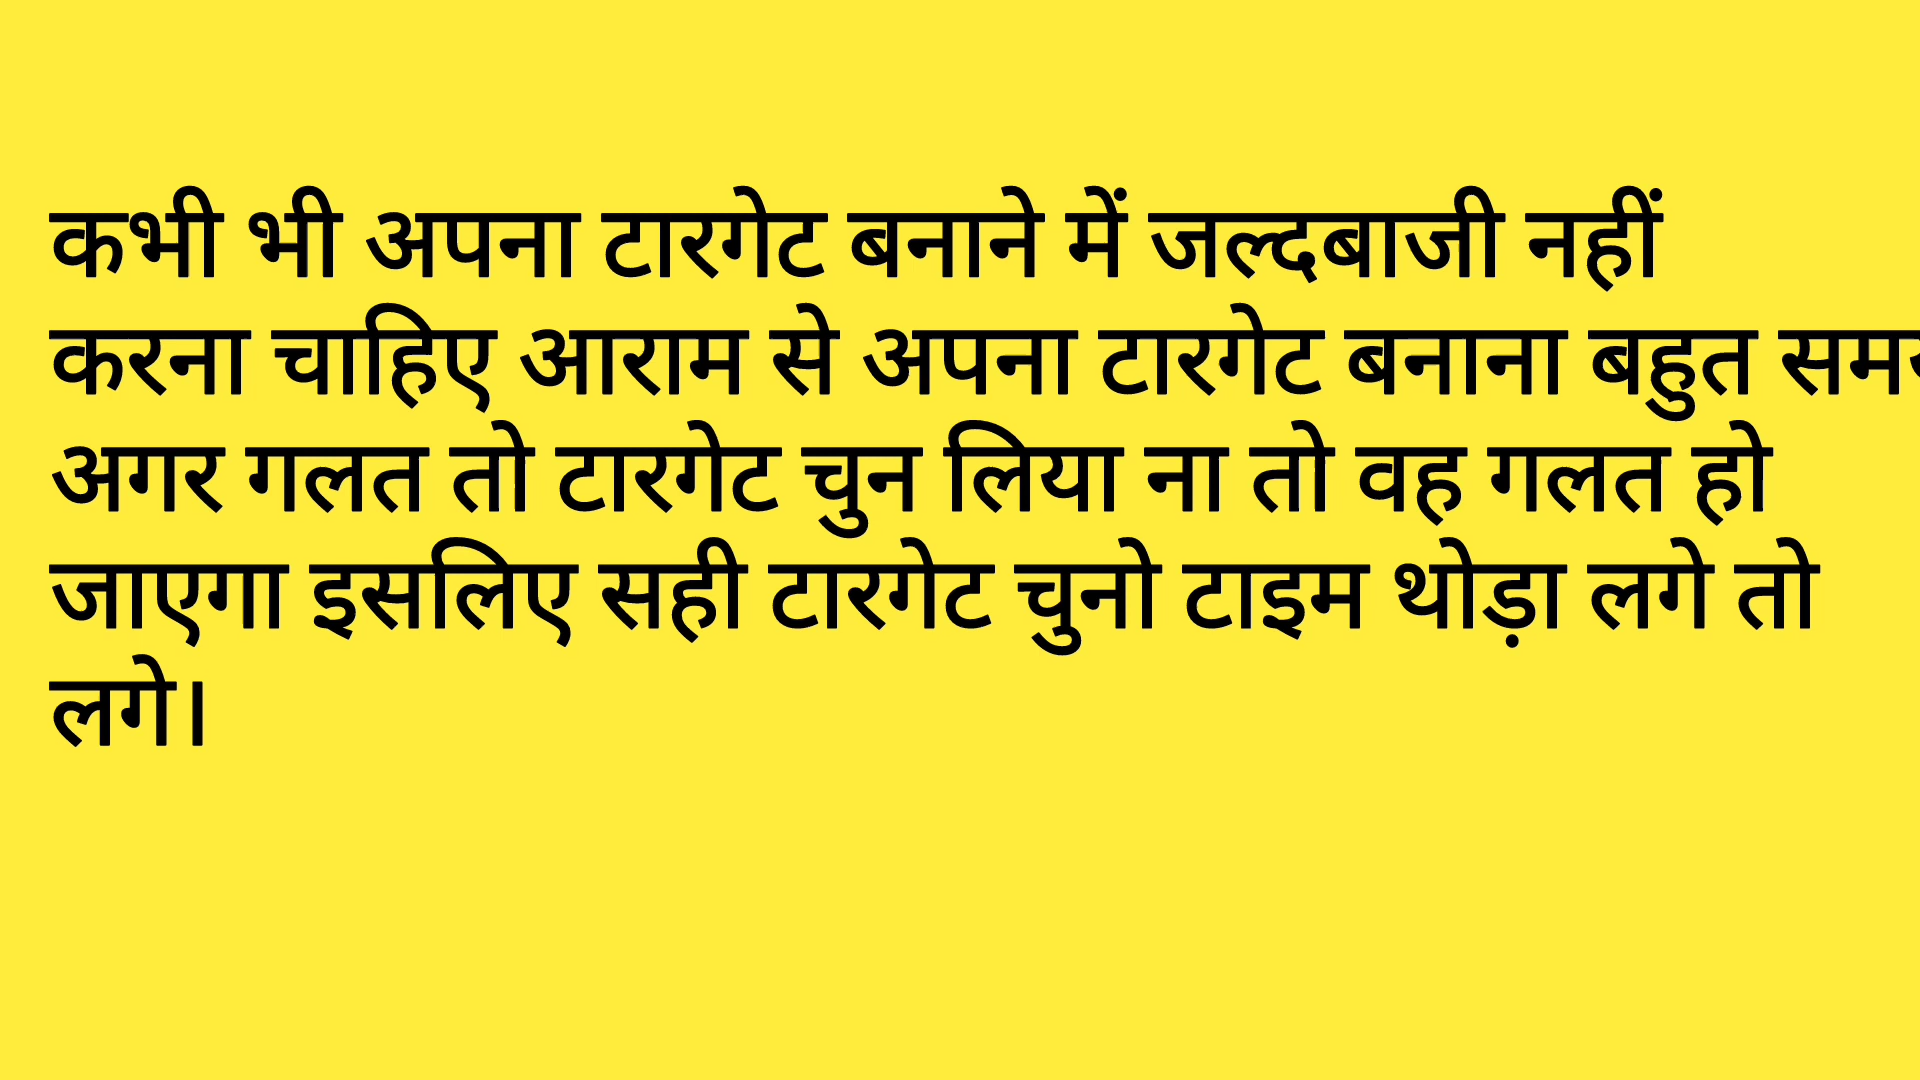 कभी भी अपना टारगेट बनाने में जल्दबाजी नहीं
करना चाहिए आराम से अपना टारगेट बनाना बहुत
अगर गलत तो टारगेट चुन लिया ना तो वह गलत हो
जाएगा इसलिए सही टारगेट चुनो टाइम थोड़ा लगे तो
लगे।